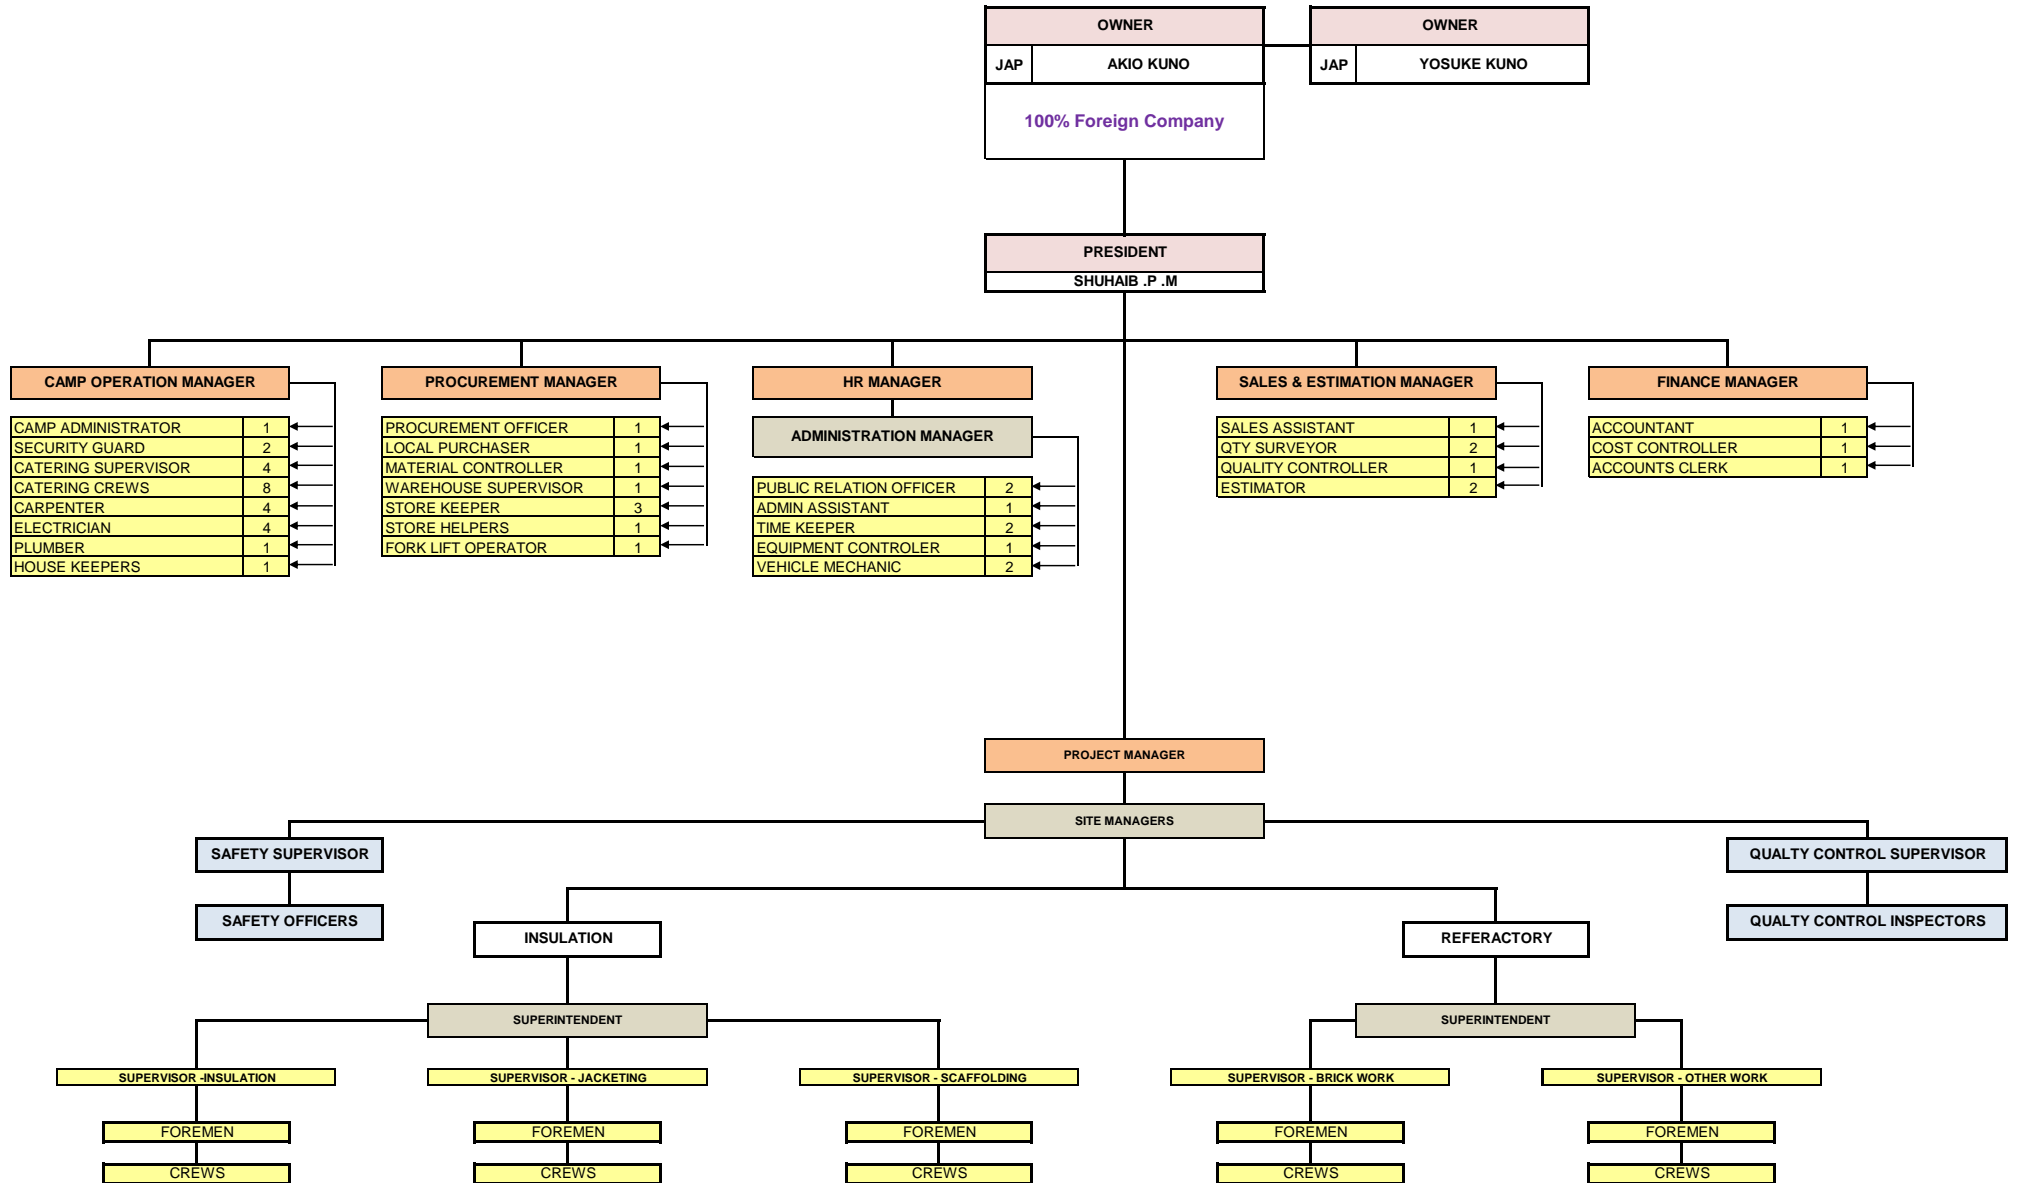 OWNER
OWNER
JAP AKIO KUNO
JAP YOSUKE KUNO
100% Foreign Company
PRESIDENT
SHUHAIB .P .M
CAMP OPERATION MANAGER
CAMP ADMINISTRATOR 1
SECURITY GUARD 2
CATERING SUPERVISOR 4
CATERING CREWS 8
CARPENTER 4
ELECTRICIAN 4
PLUMBER 1
HOUSE KEEPERS 1
PROCUREMENT MANAGER
PROCUREMENT OFFICER 1
LOCAL PURCHASER 1
MATERIAL CONTROLLER 1
WAREHOUSE SUPERVISOR 1
STORE KEEPER 3
STORE HELPERS 1
FORK LIFT OPERATOR 1
HR MANAGER
ADMINISTRATION MANAGER
PUBLIC RELATION OFFICER 2
ADMIN ASSISTANT 1
TIME KEEPER 2
EQUIPMENT CONTROLER 1
VEHICLE MECHANIC 2
SALES & ESTIMATION MANAGER
SALES ASSISTANT 1
QTY SURVEYOR 2
QUALITY CONTROLLER 1
ESTIMATOR 2
FINANCE MANAGER
ACCOUNTANT 1
COST CONTROLLER 1
ACCOUNTS CLERK 1
PROJECT MANAGER
SITE MANAGERS
SAFETY SUPERVISOR
SAFETY OFFICERS
QUALTY CONTROL SUPERVISOR
QUALTY CONTROL INSPECTORS
INSULATION
REFERACTORY
SUPERINTENDENT
SUPERINTENDENT
SUPERVISOR -INSULATION
SUPERVISOR - JACKETING
SUPERVISOR - SCAFFOLDING
SUPERVISOR - BRICK WORK
SUPERVISOR - OTHER WORK
FOREMEN
FOREMEN
FOREMEN
FOREMEN
FOREMEN
CREWS
CREWS
CREWS
CREWS
CREWS